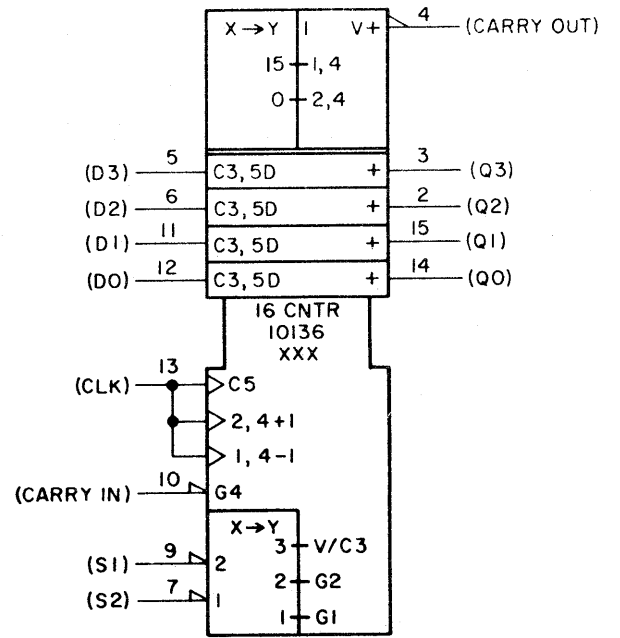 X→Y 1 V+ 4 (CARRY OUT)
15 1,4
0 2,4
(D3) 5 C3,5D + 3 (Q3)
(D2) 6 C3,5D + 2 (Q2)
(D1) 11 C3,5D + 15 (Q1)
(D0) 12 C3,5D + 14 (Q0)
16 CNTR
10136
XXX
(CLK) 13 C5
2,4+1
1,4-1
(CARRY IN) 10 G4
X→Y
3 V/C3
(S1) 9 2
2 G2
(S2) 7 1
1 G1